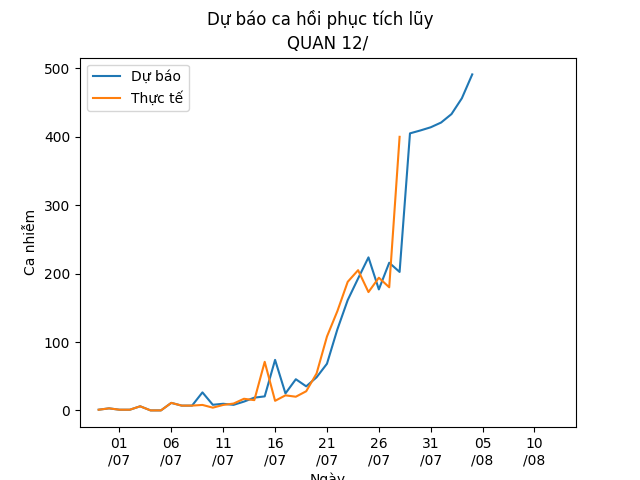 Dự báo ca hồi phục tích lũy
QUAN 12/
Dự báo
Thực tế
Ca nhiễm
500
400
300
200
100
0
01 06 11 16 21 26 31 05 10
/07 /07 /07 /07 /07 /07 /07 /08 /08
Ngày